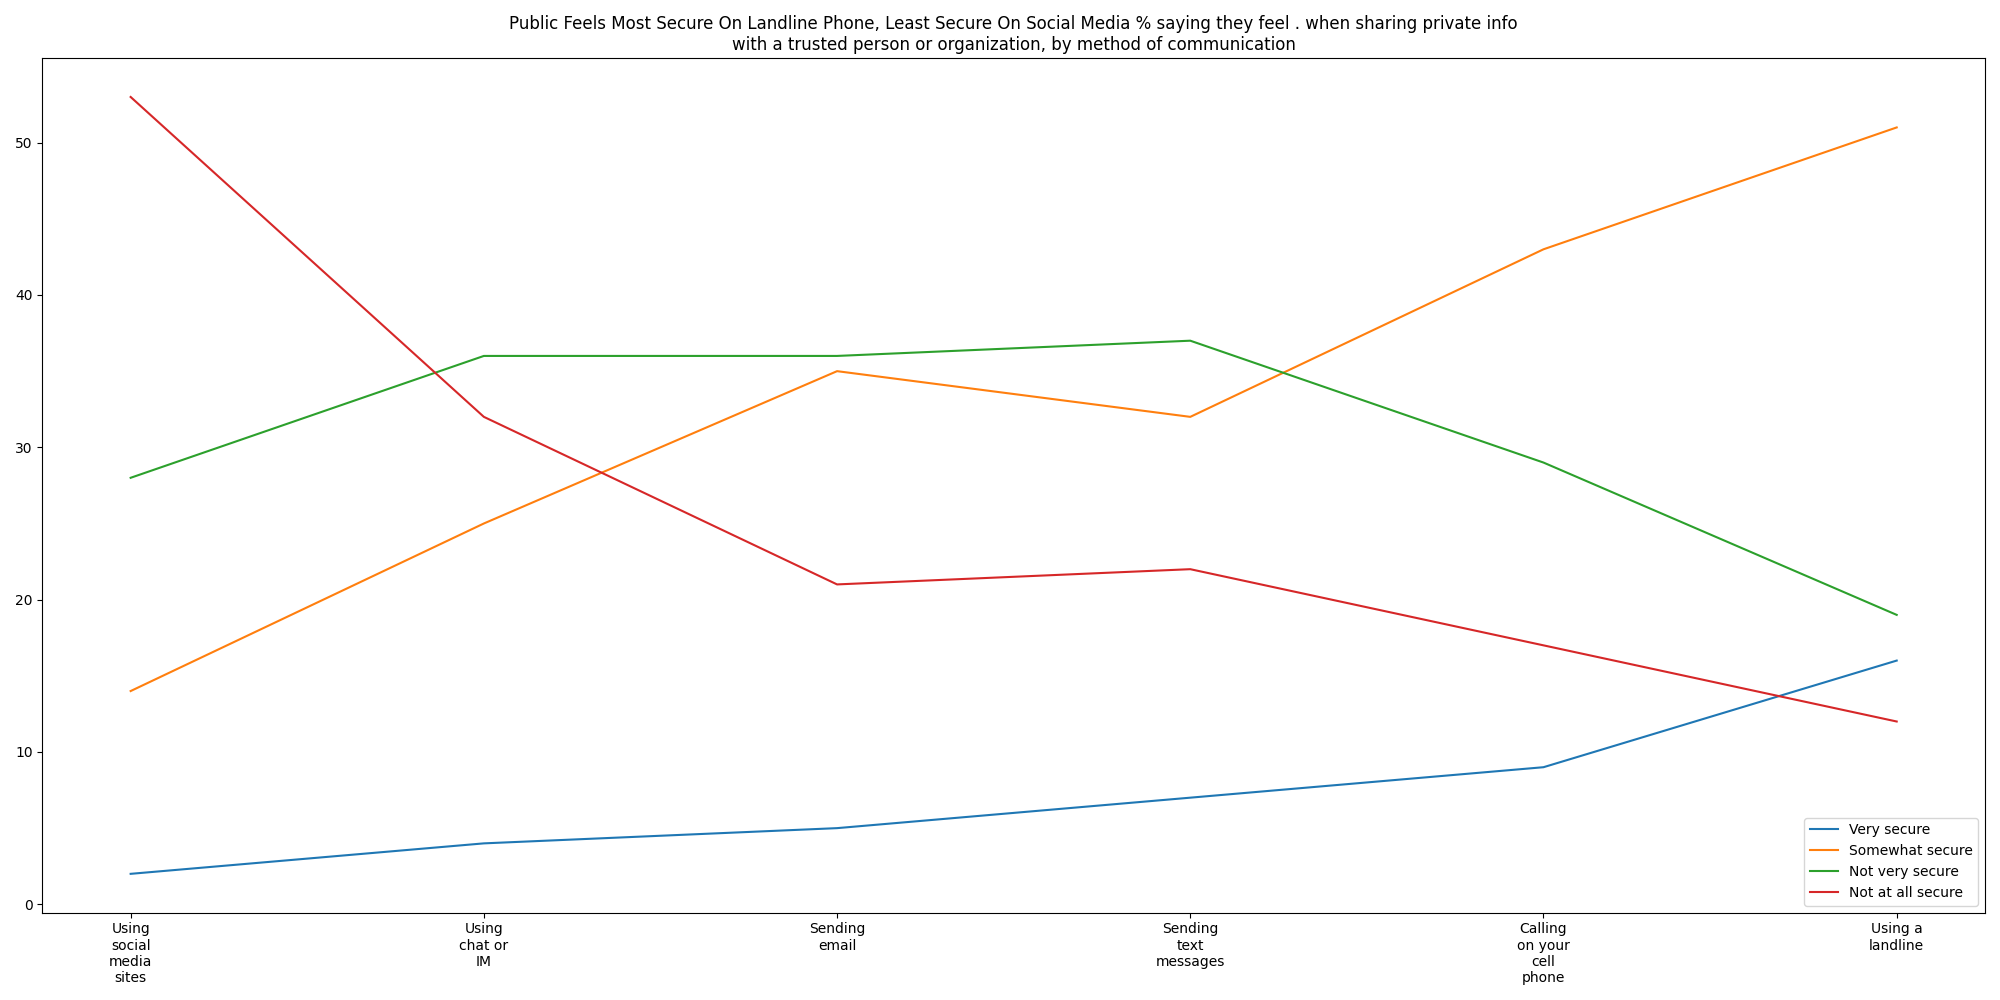 Public Feels Most Secure On Landline Phone, Least Secure On Social Media % saying they feel . when sharing private info
with a trusted person or organization, by method of communication
50
40
30
20
10
0
Using
social
media
sites
Using
chat or
IM
Sending
email
Sending
text
messages
Calling
on your
cell
phone
Using a
landline
Very secure
Somewhat secure
Not very secure
Not at all secure